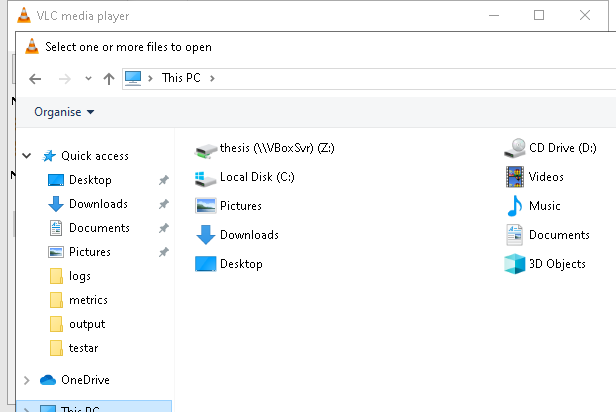 VLC media player
Select one or more files to open
This PC
Organise
Quick access
Desktop
Downloads
Documents
Pictures
logs
metrics
output
testar
OneDrive
This PC
thesis (\\VBoxSvr) (Z:)
Local Disk (C:)
Pictures
Downloads
Desktop
CD Drive (D:)
Videos
Music
Documents
3D Objects